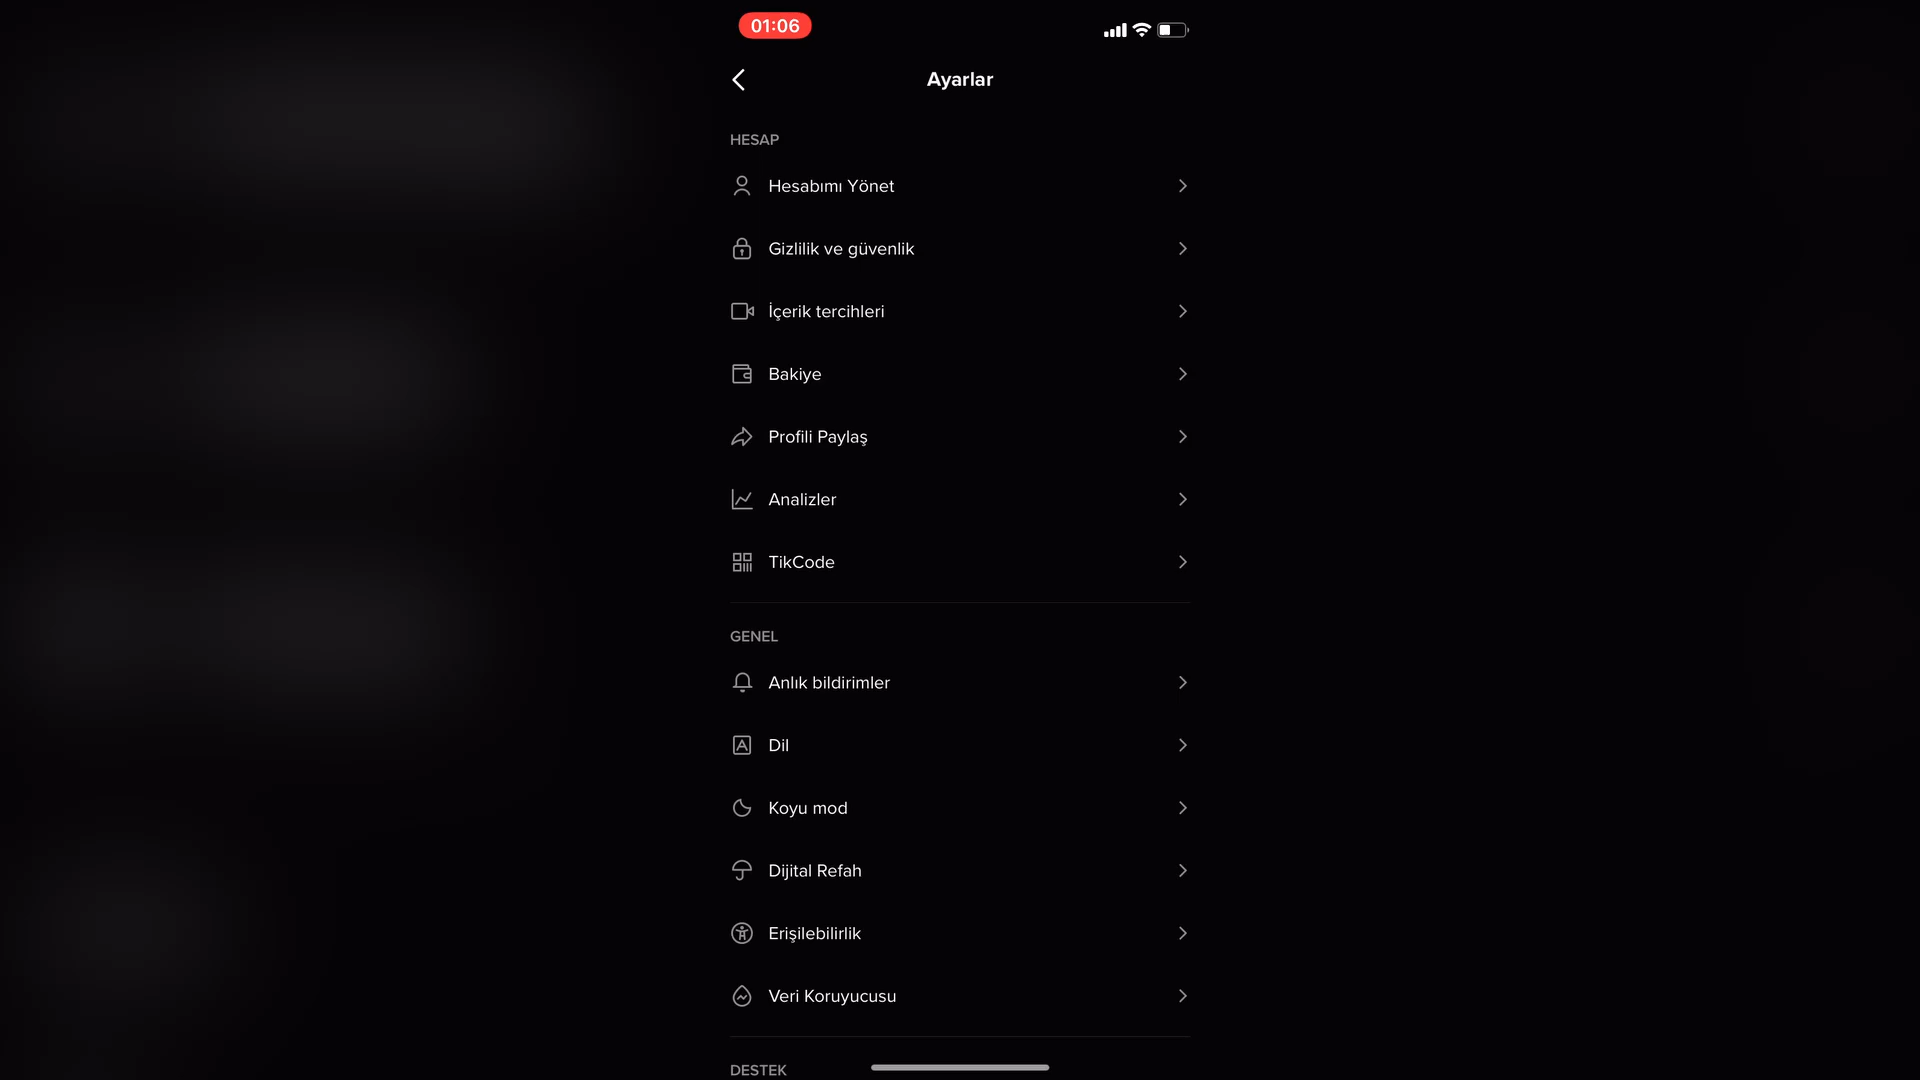 01:06
Ayarlar
HESAP
Hesabımı Yönet
Gizlilik ve güvenlik
İçerik tercihleri
Bakiye
Profili Paylaş
Analizler
TikCode
GENEL
Anlık bildirimler
Dil
Koyu mod
Dijital Refah
Erişilebilirlik
Veri Koruyucusu
DESTEK